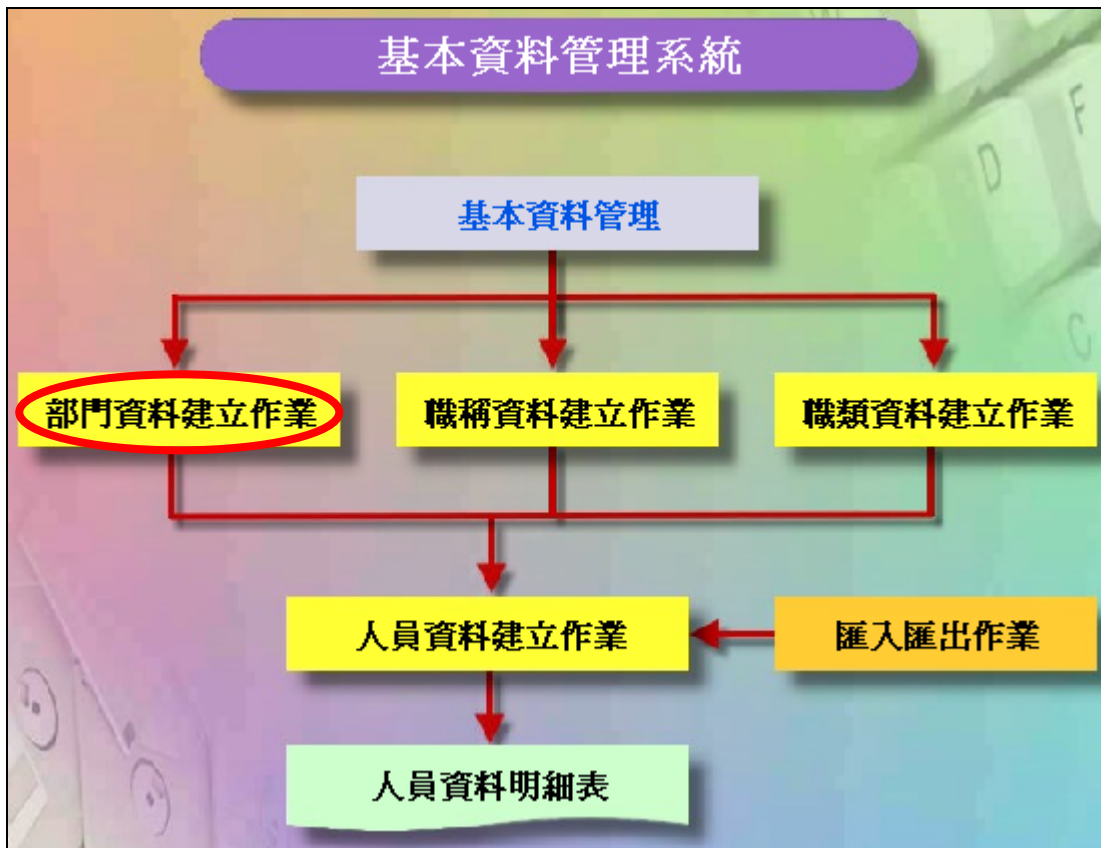 基本資料管理系統
基本資料管理
部門資料建立作業
職稱資料建立作業
職類資料建立作業
人員資料建立作業
匯入匯出作業
人員資料明細表
D
F
C